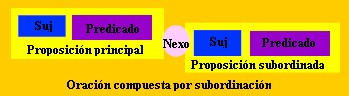 Suj Predicado
Proposición principal
Nexo
Suj Predicado
Proposición subordinada
Oración compuesta por subordinación